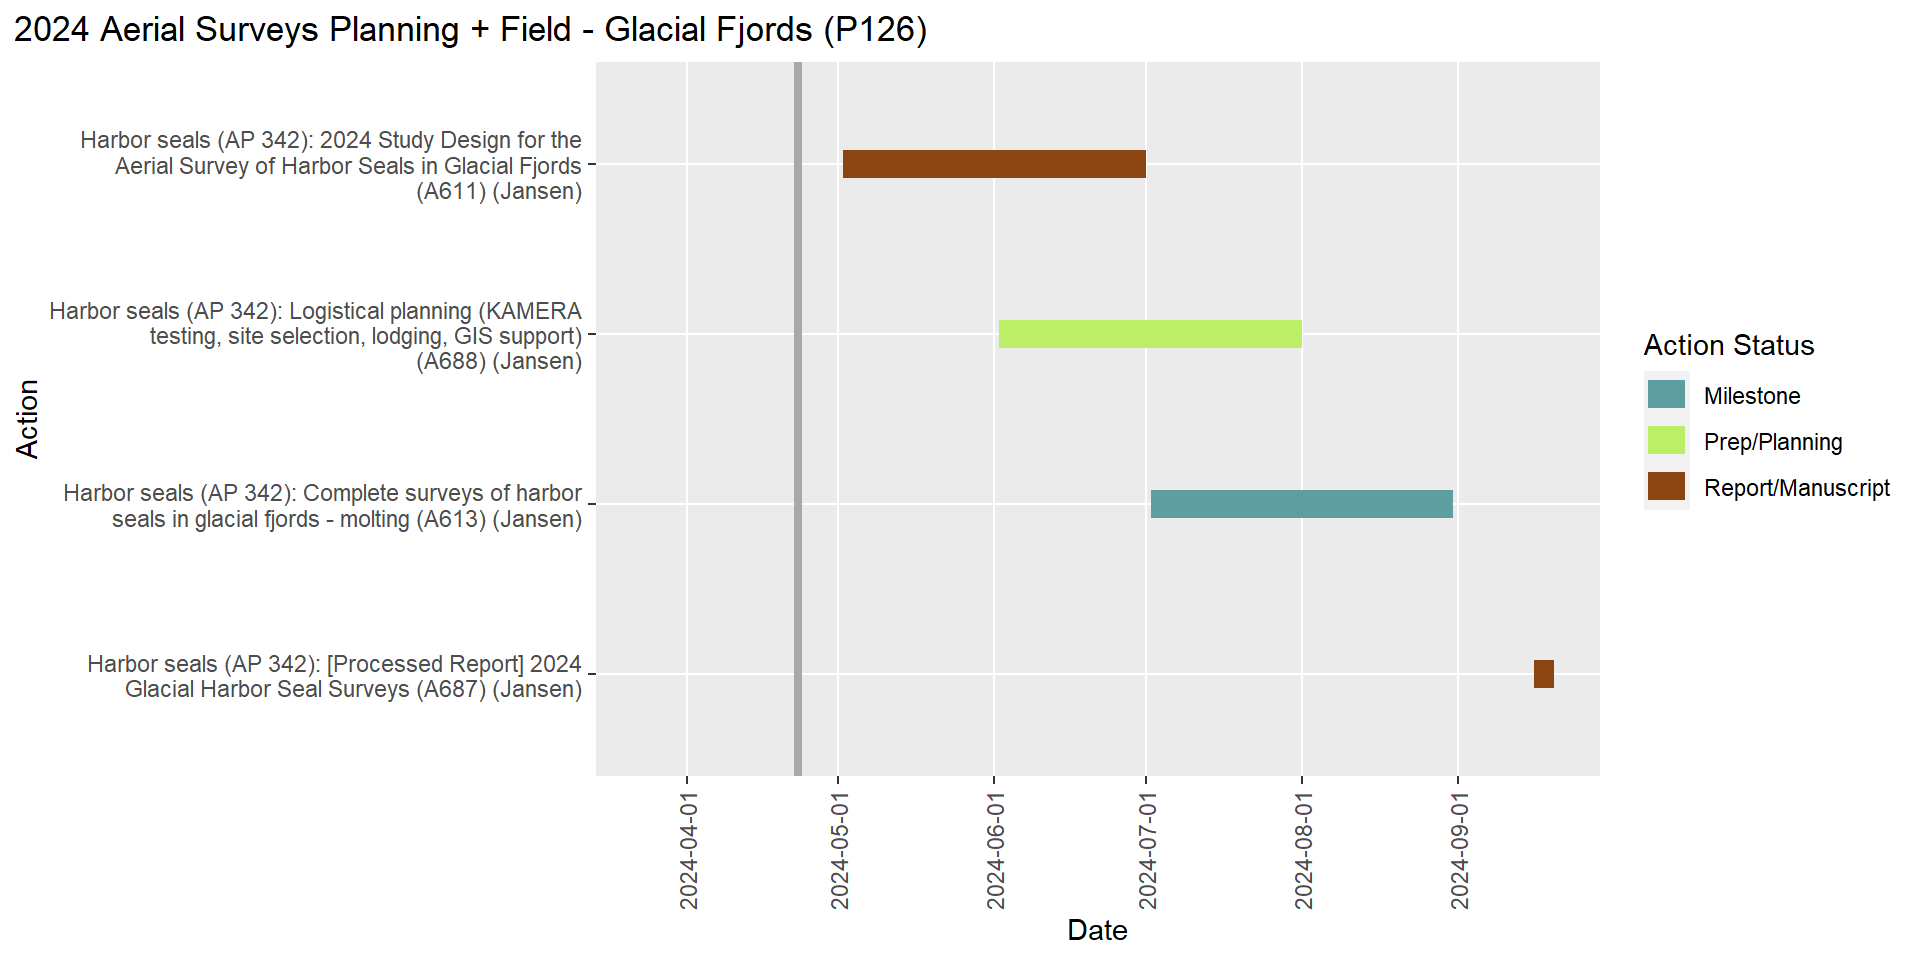 2024 Aerial Surveys Planning + Field - Glacial Fjords (P126)
Harbor seals (AP 342): 2024 Study Design for the
Aerial Survey of Harbor Seals in Glacial Fjords
(A611) (Jansen)
Harbor seals (AP 342): Logistical planning (KAMERA
testing, site selection, lodging, GIS support)
(A688) (Jansen)
Harbor seals (AP 342): Complete surveys of harbor
seals in glacial fjords - molting (A613) (Jansen)
Harbor seals (AP 342): [Processed Report] 2024
Glacial Harbor Seal Surveys (A687) (Jansen)
Action
2024-04-01
2024-05-01
2024-06-01
2024-07-01
2024-08-01
2024-09-01
Date
Action Status
Milestone
Prep/Planning
Report/Manuscript